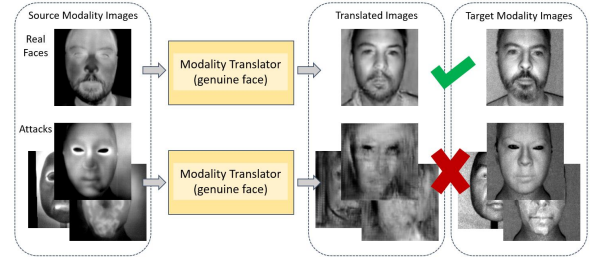 Source Modality Images
Translated Images
Target Modality Images
Real
Faces
Modality Translator
(genuine face)
Attacks
Modality Translator
(genuine face)